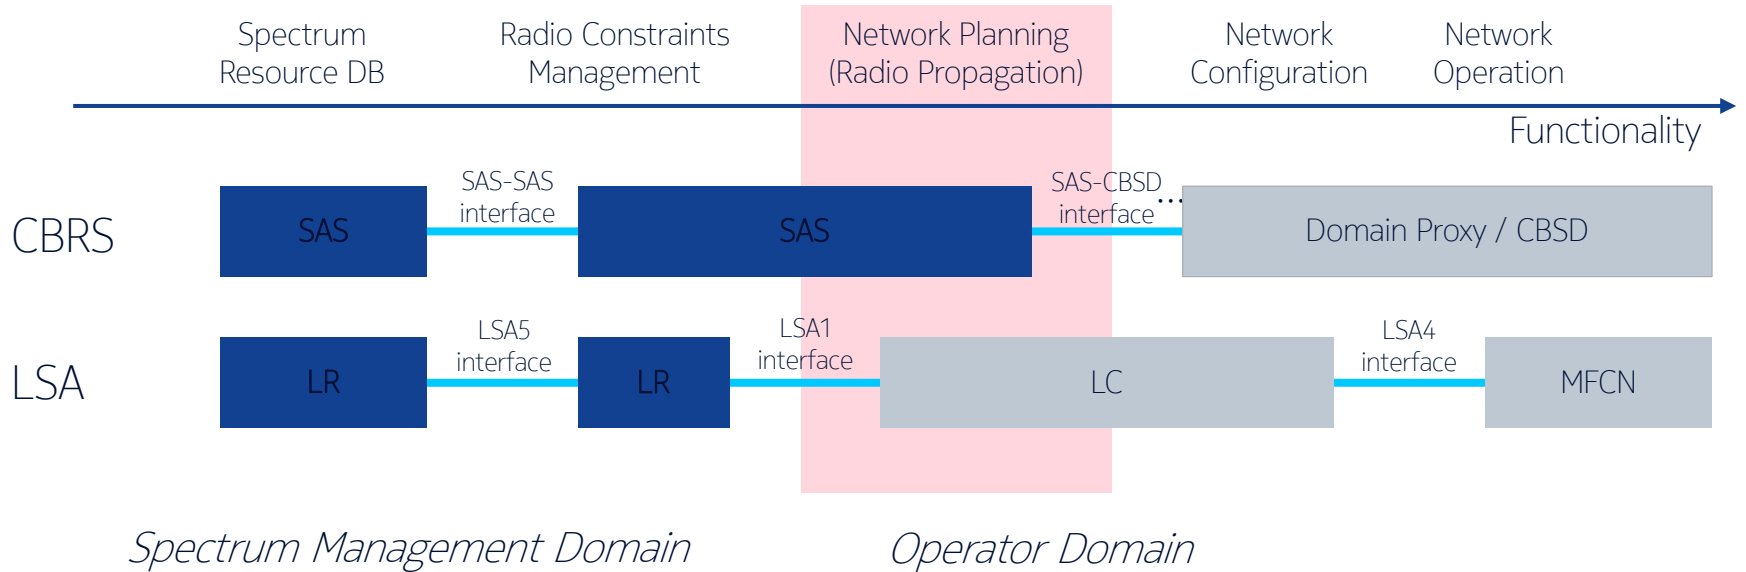 Spectrum
Resource DB
Radio Constraints
Management
Network Planning
(Radio Propagation)
Network
Configuration
Network
Operation
Functionality
CBRS
SAS
SAS-SAS
interface
SAS
SAS-CBSD
interface
...
Domain Proxy / CBSD
LSA
LR
LSA5
interface
LR
LSA1
interface
LC
LSA4
interface
MFCN
Spectrum Management Domain
Operator Domain